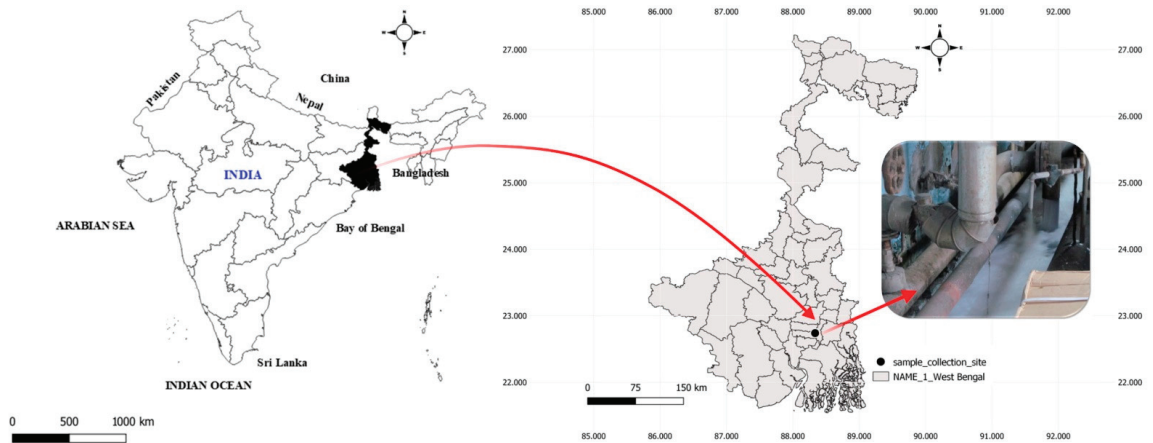 85.000 86.000 87.000 88.000 89.000 90.000 91.000 92.000
N
W E
S
China
Pakistan
Nepal
INDIA
Bangladesh
ARABIAN SEA
Bay of Bengal
Sri Lanka
INDIAN OCEAN
0 500 1000 km
N
W E
S
27.000 27.000
26.000 26.000
25.000 25.000
24.000 24.000
23.000 23.000
22.000 22.000
sample_collection_site
NAME_1_West Bengal
0 75 150 km
85.000 86.000 87.000 88.000 89.000 90.000 91.000 92.000